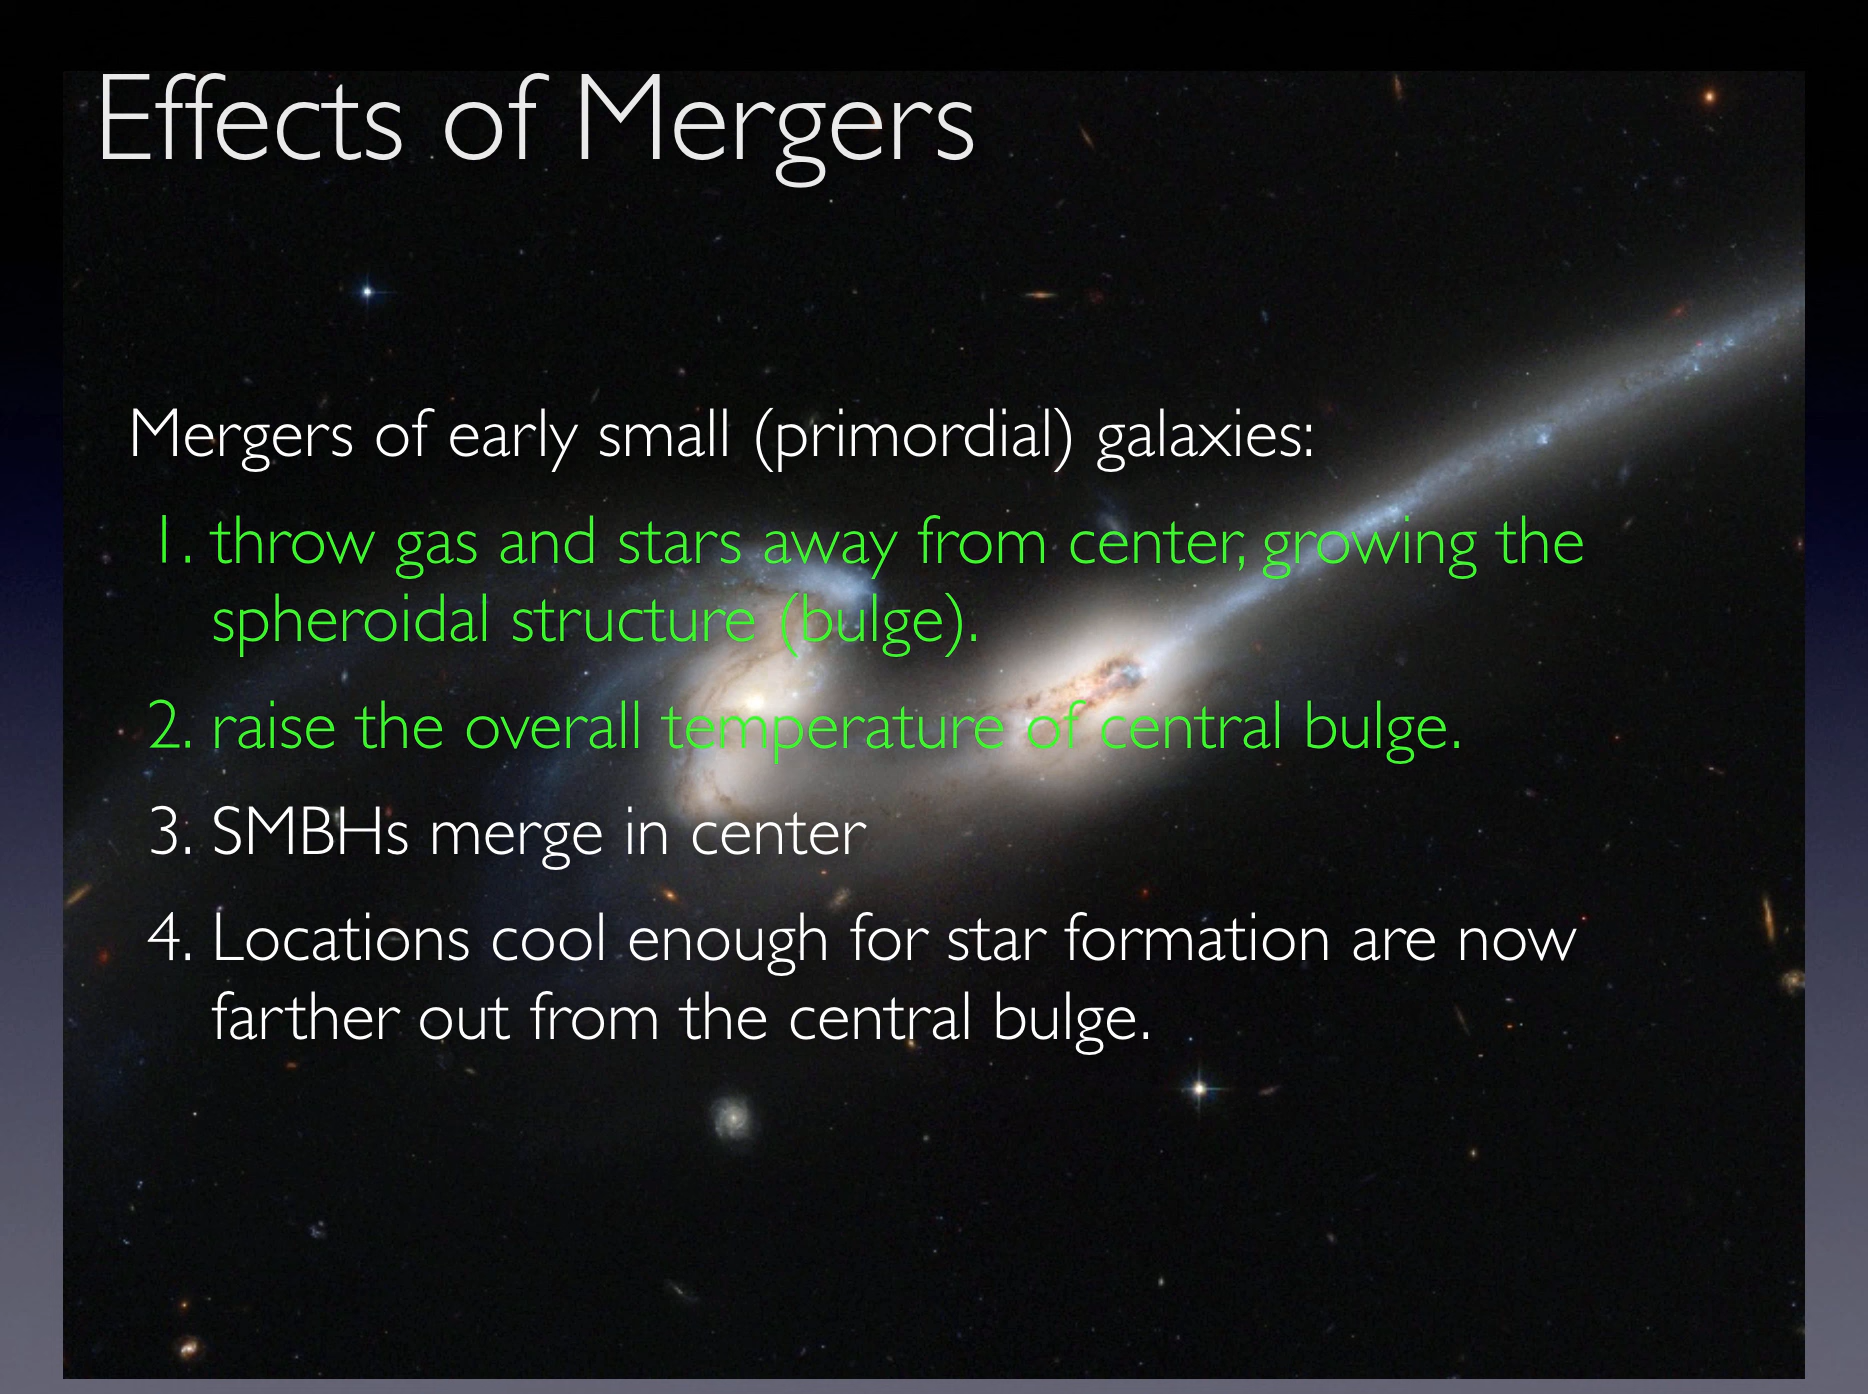 Effects of Mergers
Mergers of early small (primordial) galaxies:
1. throw gas and stars away from center, growing the
spheroidal structure (bulge).
2. raise the overall temperature of central bulge.
3. SMBHs merge in center
4. Locations cool enough for star formation are now
farther out from the central bulge.